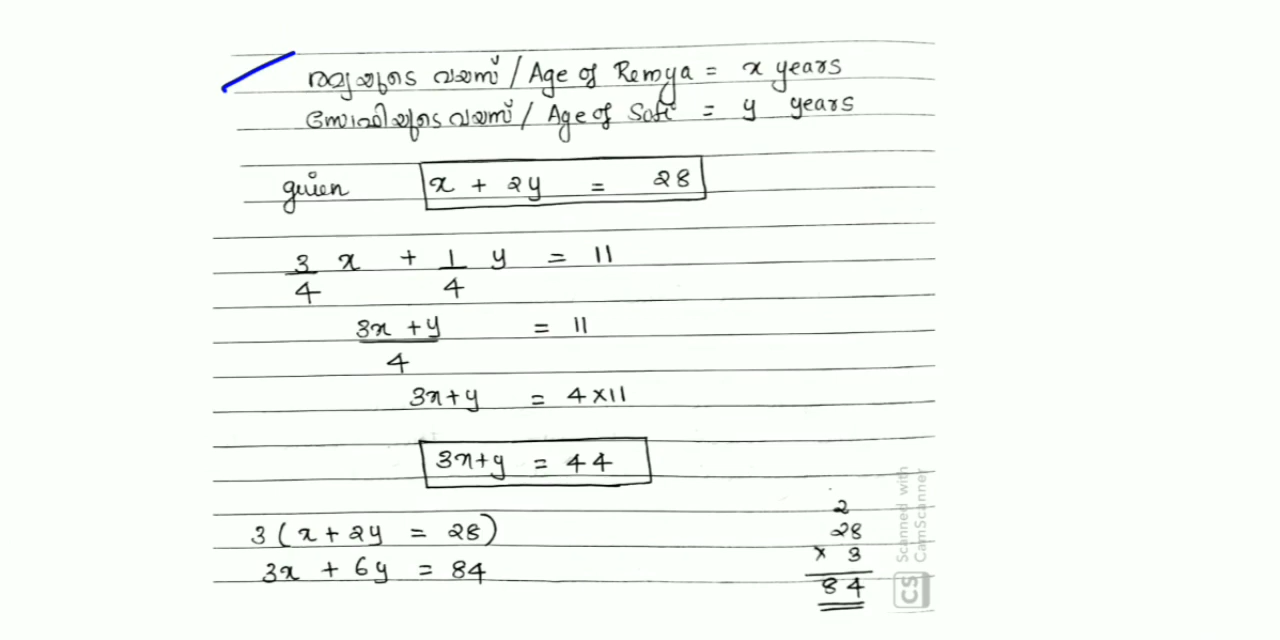 രമ്യയുടെ വയസ്സ് / Age of Remya = x years
സോഫിയുടെ വയസ്സ് / Age of Sofi = y years
given x + 2y = 28
3/4 x + 1/4 y = 11
3x + y / 4 = 11
3x + y = 4 × 11
3x + y = 44
3 (x + 2y = 28)
3x + 6y = 84
2
28
× 3
84
CS Scanned with
CamScanner